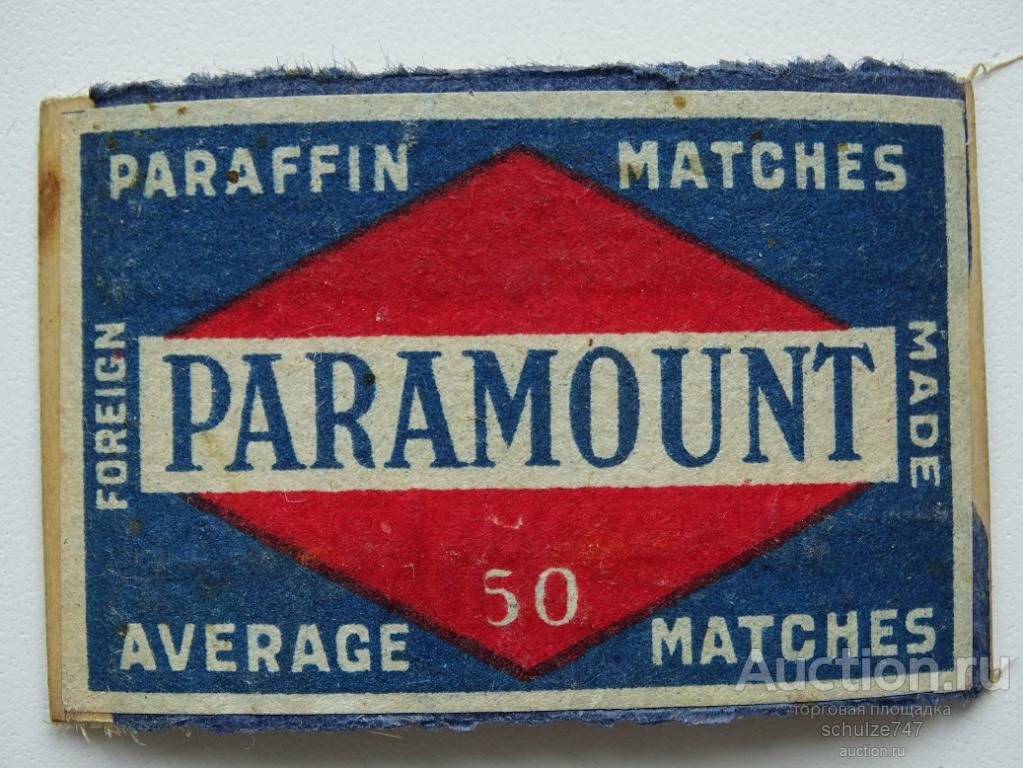 PARAFFIN MATCHES
FOREIGN
PARAMOUNT
MADE
50
AVERAGE MATCHES
Auction.ru
торговая площадка
schulze747
auction.ru